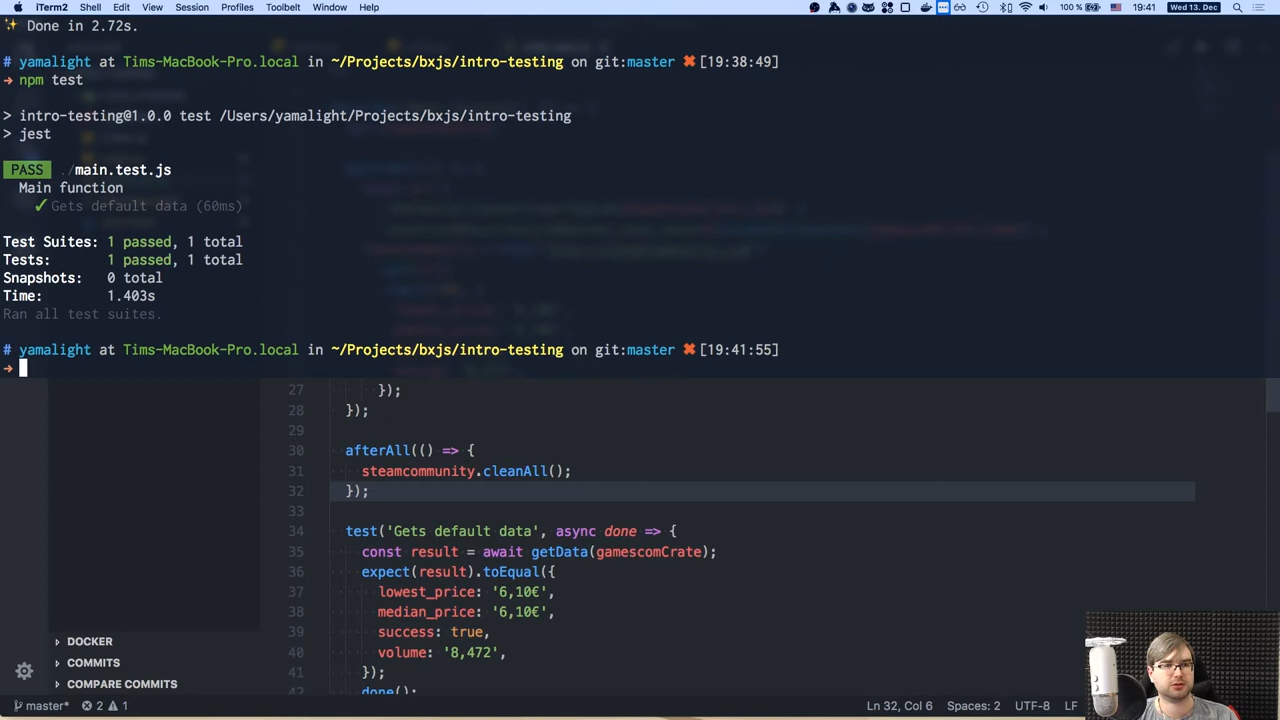 iTerm2 Shell Edit View Session Profiles Toolbelt Window Help 100 % 19:41 Wed 13. Dec
✨ Done in 2.72s.
# yamalight at Tims-MacBook-Pro.local in ~/Projects/bxjs/intro-testing on git:master ✖ [19:38:49]
→ npm test
> intro-testing@1.0.0 test /Users/yamalight/Projects/bxjs/intro-testing
> jest
PASS ./main.test.js
Main function
✓ Gets default data (60ms)
Test Suites: 1 passed, 1 total
Tests: 1 passed, 1 total
Snapshots: 0 total
Time: 1.403s
Ran all test suites.
# yamalight at Tims-MacBook-Pro.local in ~/Projects/bxjs/intro-testing on git:master ✖ [19:41:55]
→
27 });
28 });
29
30 afterAll(() => {
31 steamcommunity.cleanAll();
32 });
33
34 test('Gets default data', async done => {
35 const result = await getData(gamescomCrate);
36 expect(result).toEqual({
37 lowest_price: '6,10€',
38 median_price: '6,10€',
39 success: true,
40 volume: '8,472',
41 });
42 done();
DOCKER
COMMITS
COMPARE COMMITS
master* 2 1 Ln 32, Col 6 Spaces: 2 UTF-8 LF